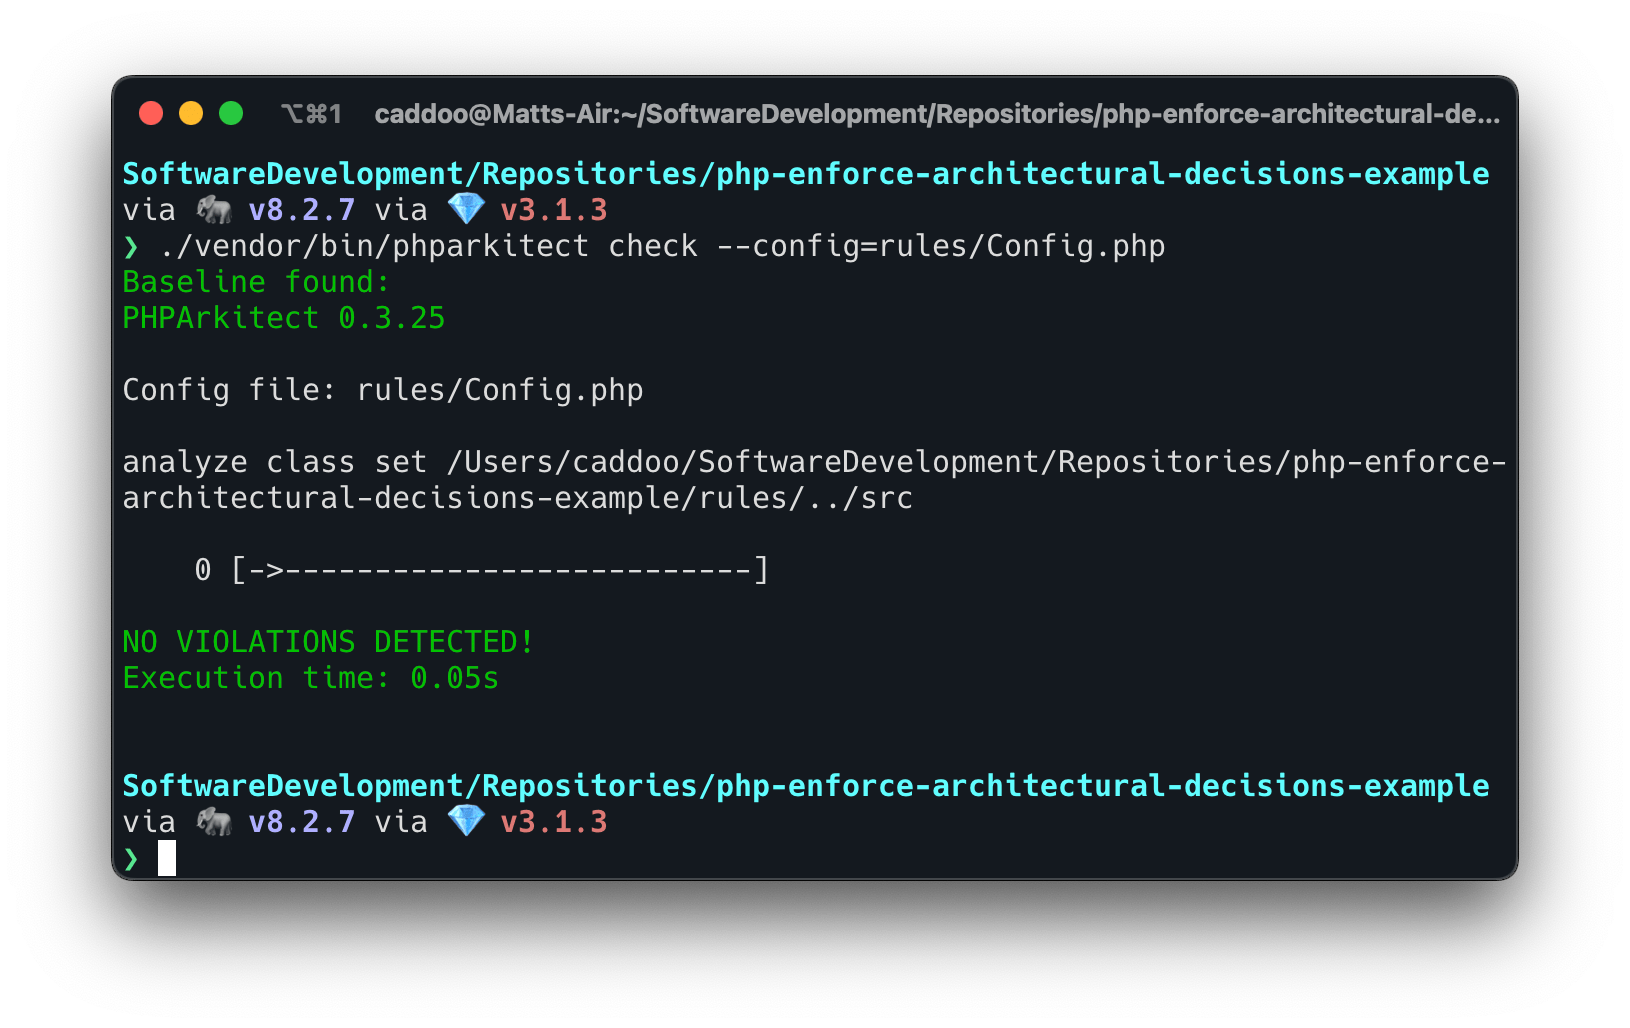 ⌥⌘1 caddoo@Matts-Air:~/SoftwareDevelopment/Repositories/php-enforce-architectural-de...
SoftwareDevelopment/Repositories/php-enforce-architectural-decisions-example
via 🐘 v8.2.7 via 💎 v3.1.3
❯ ./vendor/bin/phparkitect check --config=rules/Config.php
Baseline found:
PHPArkitect 0.3.25
Config file: rules/Config.php
analyze class set /Users/caddoo/SoftwareDevelopment/Repositories/php-enforce-
architectural-decisions-example/rules/../src
0 [->--------------------------]
NO VIOLATIONS DETECTED!
Execution time: 0.05s
SoftwareDevelopment/Repositories/php-enforce-architectural-decisions-example
via 🐘 v8.2.7 via 💎 v3.1.3
❯